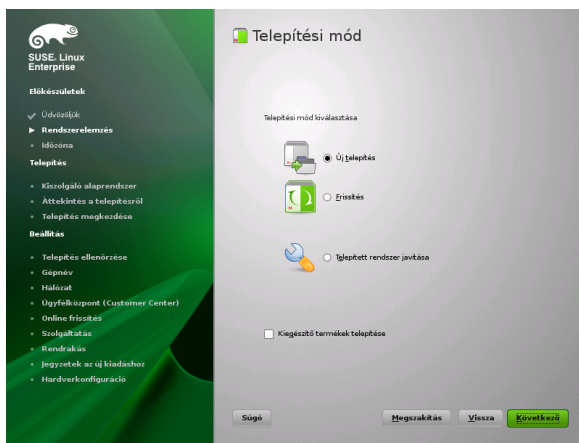 SUSE. Linux
Enterprise
Előkészületek
Üdvözöljük
Rendszerelemzés
Időzóna
Telepítés
Kiszolgáló alaprendszer
Áttekintés a telepítésről
Telepítés megkezdése
Beállítás
Telepítés ellenőrzése
Gépnév
Hálózat
Ügyfélközpont (Customer Center)
Online frissítés
Szolgáltatás
Rendrakás
Jegyzetek az új kiadáshoz
Hardverkonfiguráció
Telepítési mód
Telepítési mód kiválasztása
Új telepítés
Frissítés
Telepített rendszer javítása
Kiegészítő termékek telepítése
Súgó
Megszakítás
Vissza
Következő